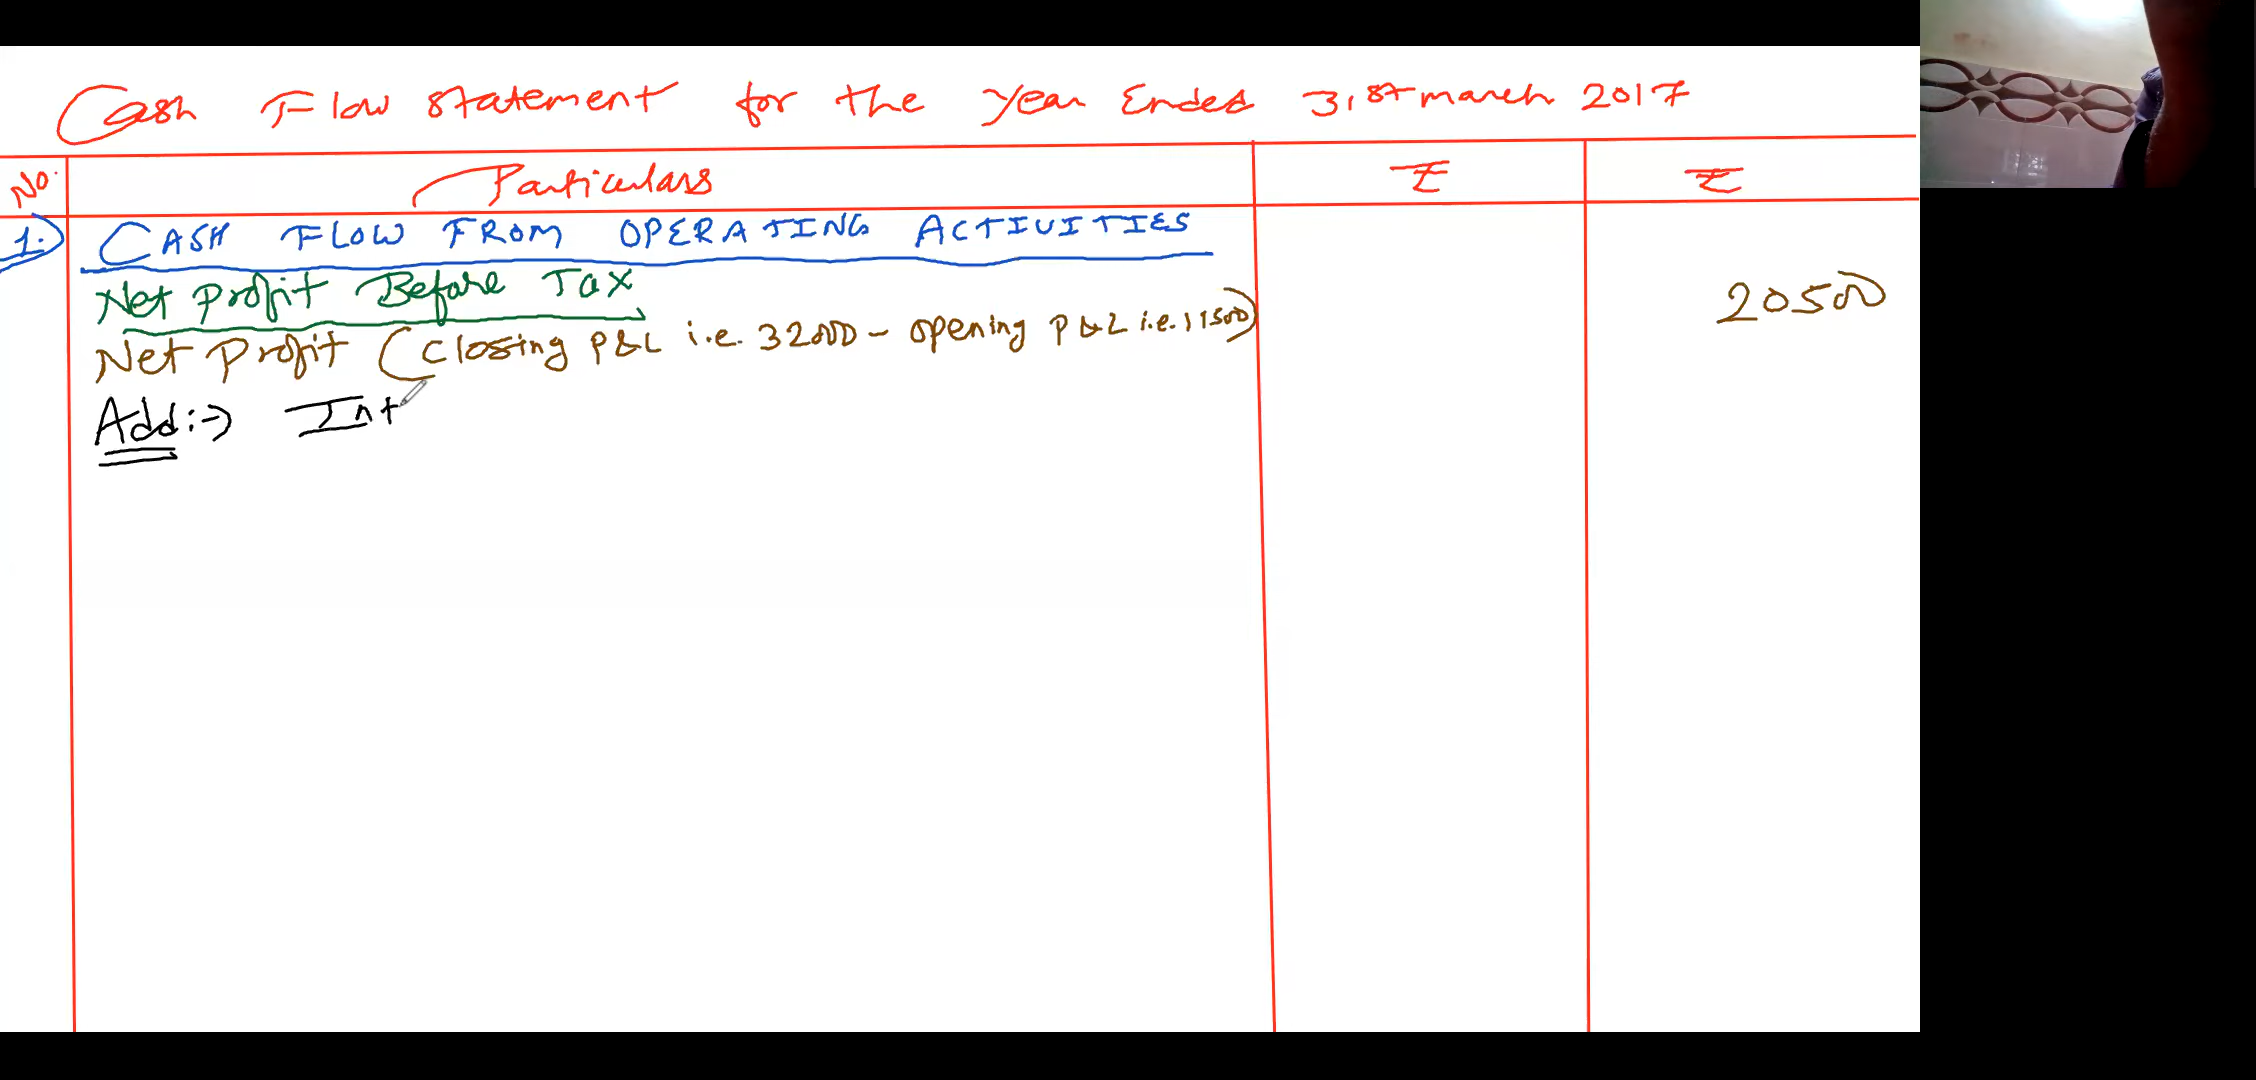 Cash Flow statement for the Year Ended 31st march 2017
No. Particulars ₹ ₹
1.) CASH FLOW FROM OPERATING ACTIVITIES
Net Profit Before Tax
Net Profit (closing P&L i.e. 32000 - opening P&L i.e. 11500) 20500
Add:-> Int